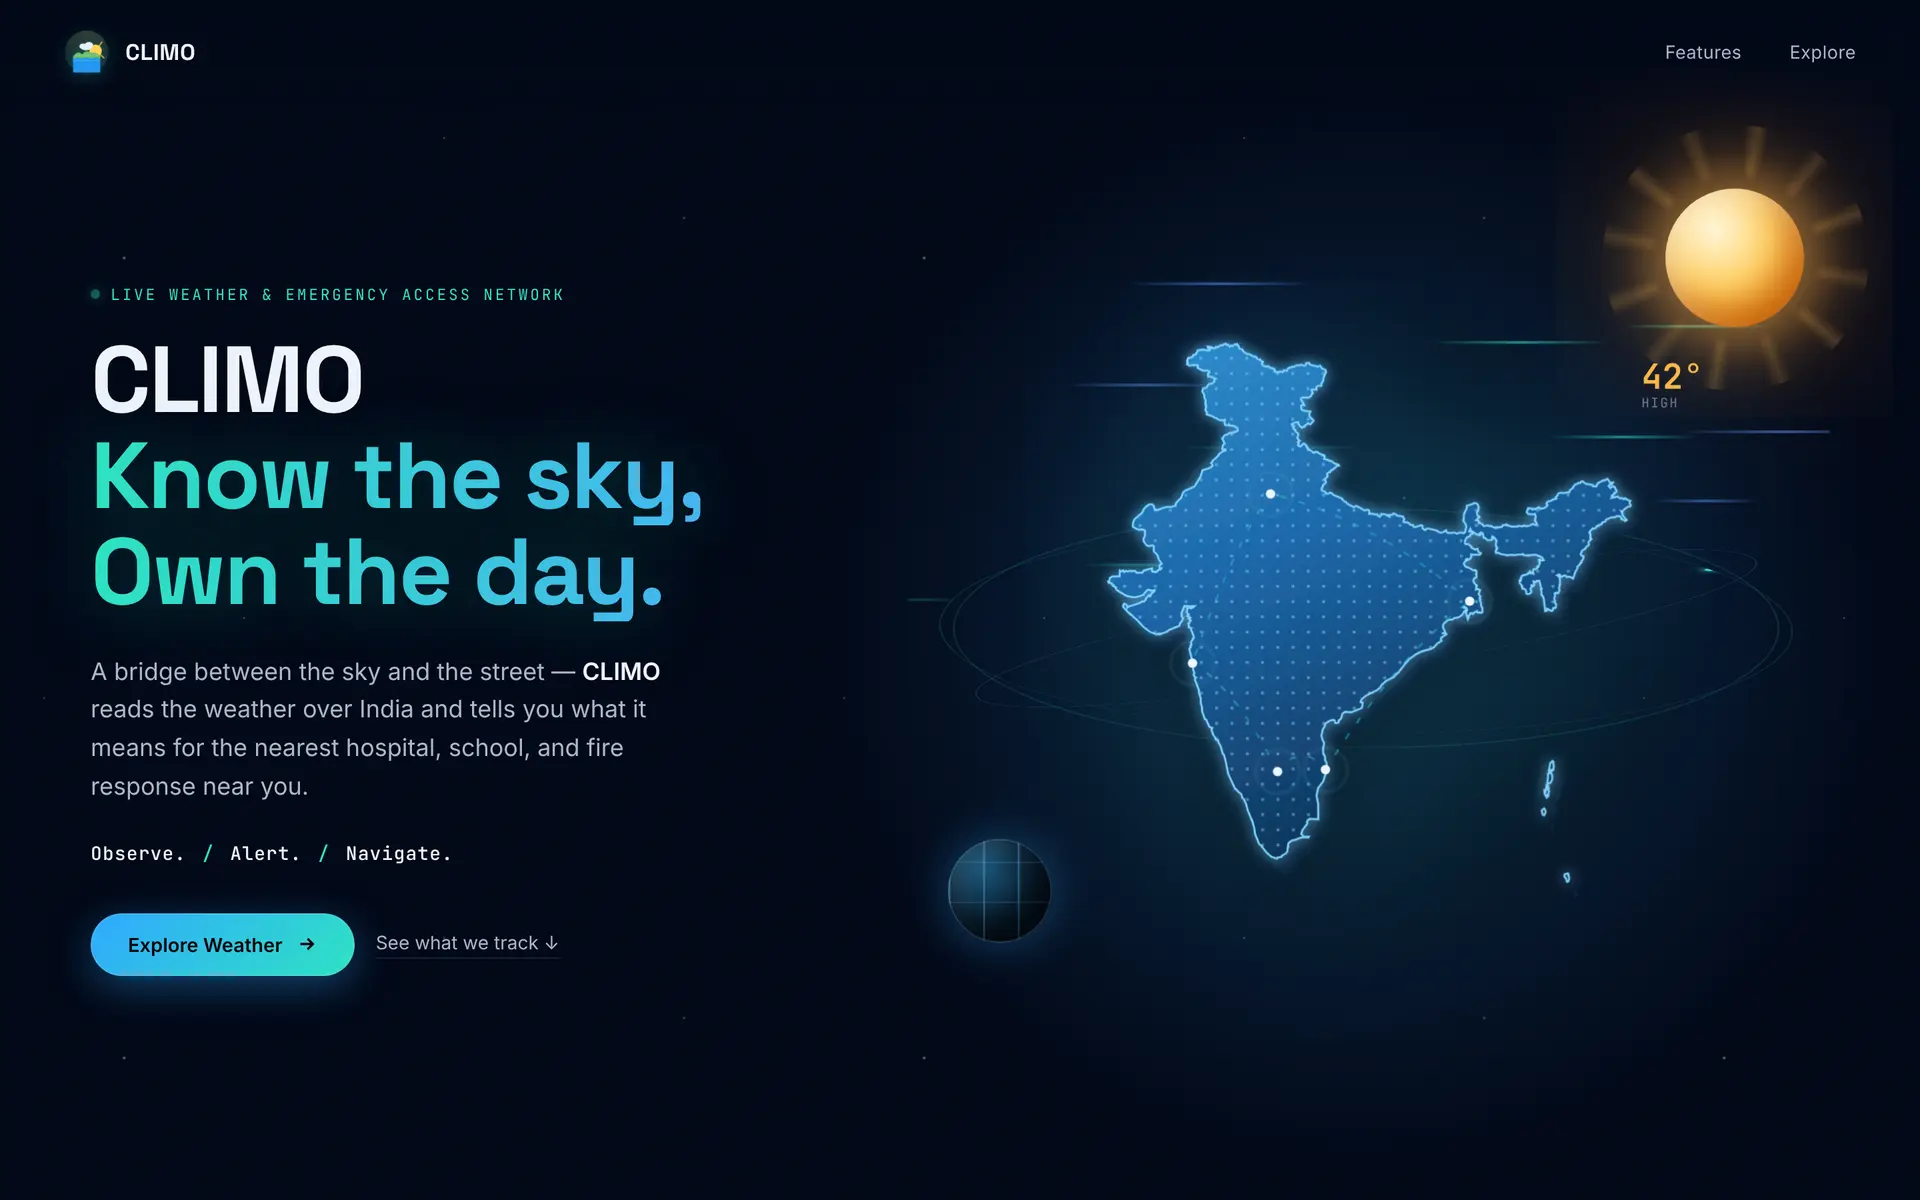 CLIMO
Features
Explore
LIVE WEATHER & EMERGENCY ACCESS NETWORK
CLIMO
Know the sky,
Own the day.
A bridge between the sky and the street — CLIMO
reads the weather over India and tells you what it
means for the nearest hospital, school, and fire
response near you.
Observe. / Alert. / Navigate.
Explore Weather →
See what we track ↓
42°
HIGH